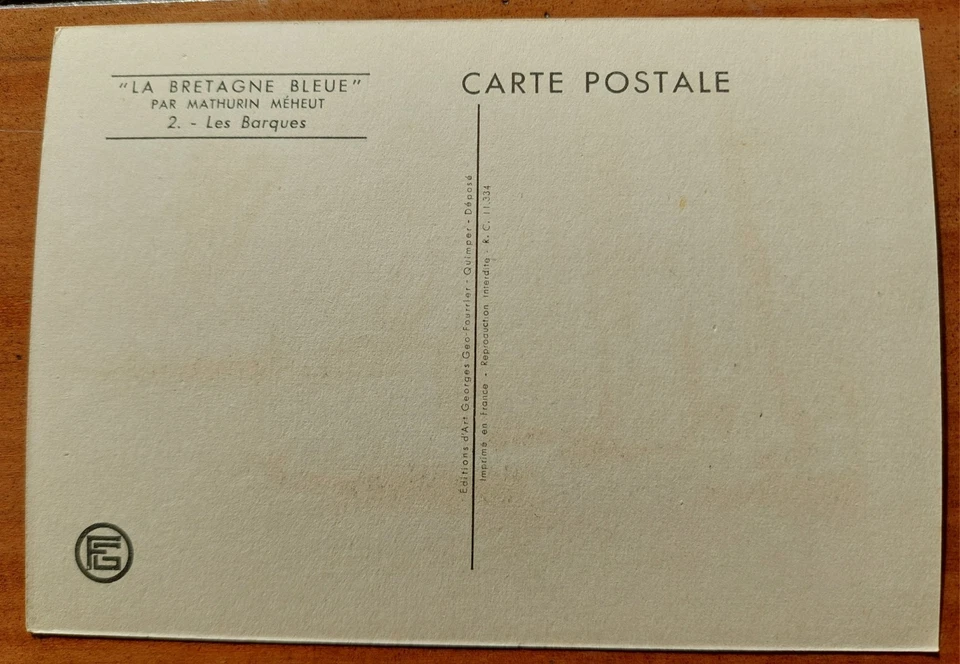 "LA BRETAGNE BLEUE"
PAR MATHURIN MÉHEUT
2. - Les Barques
CARTE POSTALE
Éditions d'Art Georges Geo-Fourrier - Quimper - Déposé
Imprimé en France - Reproduction Interdite - R. C. 11.334
FG